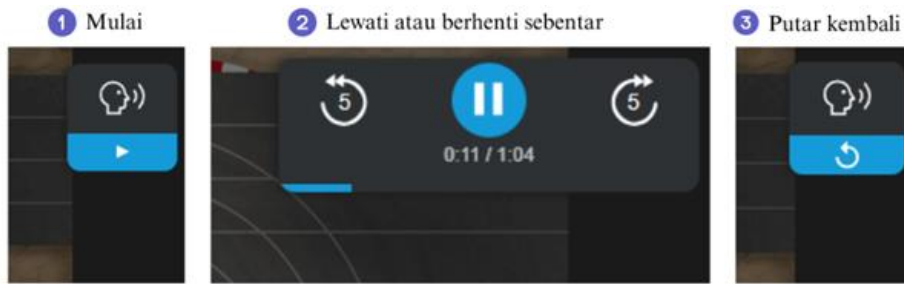 1 Mulai
2 Lewati atau berhenti sebentar
3 Putar kembali
5
5
0:11 / 1:04